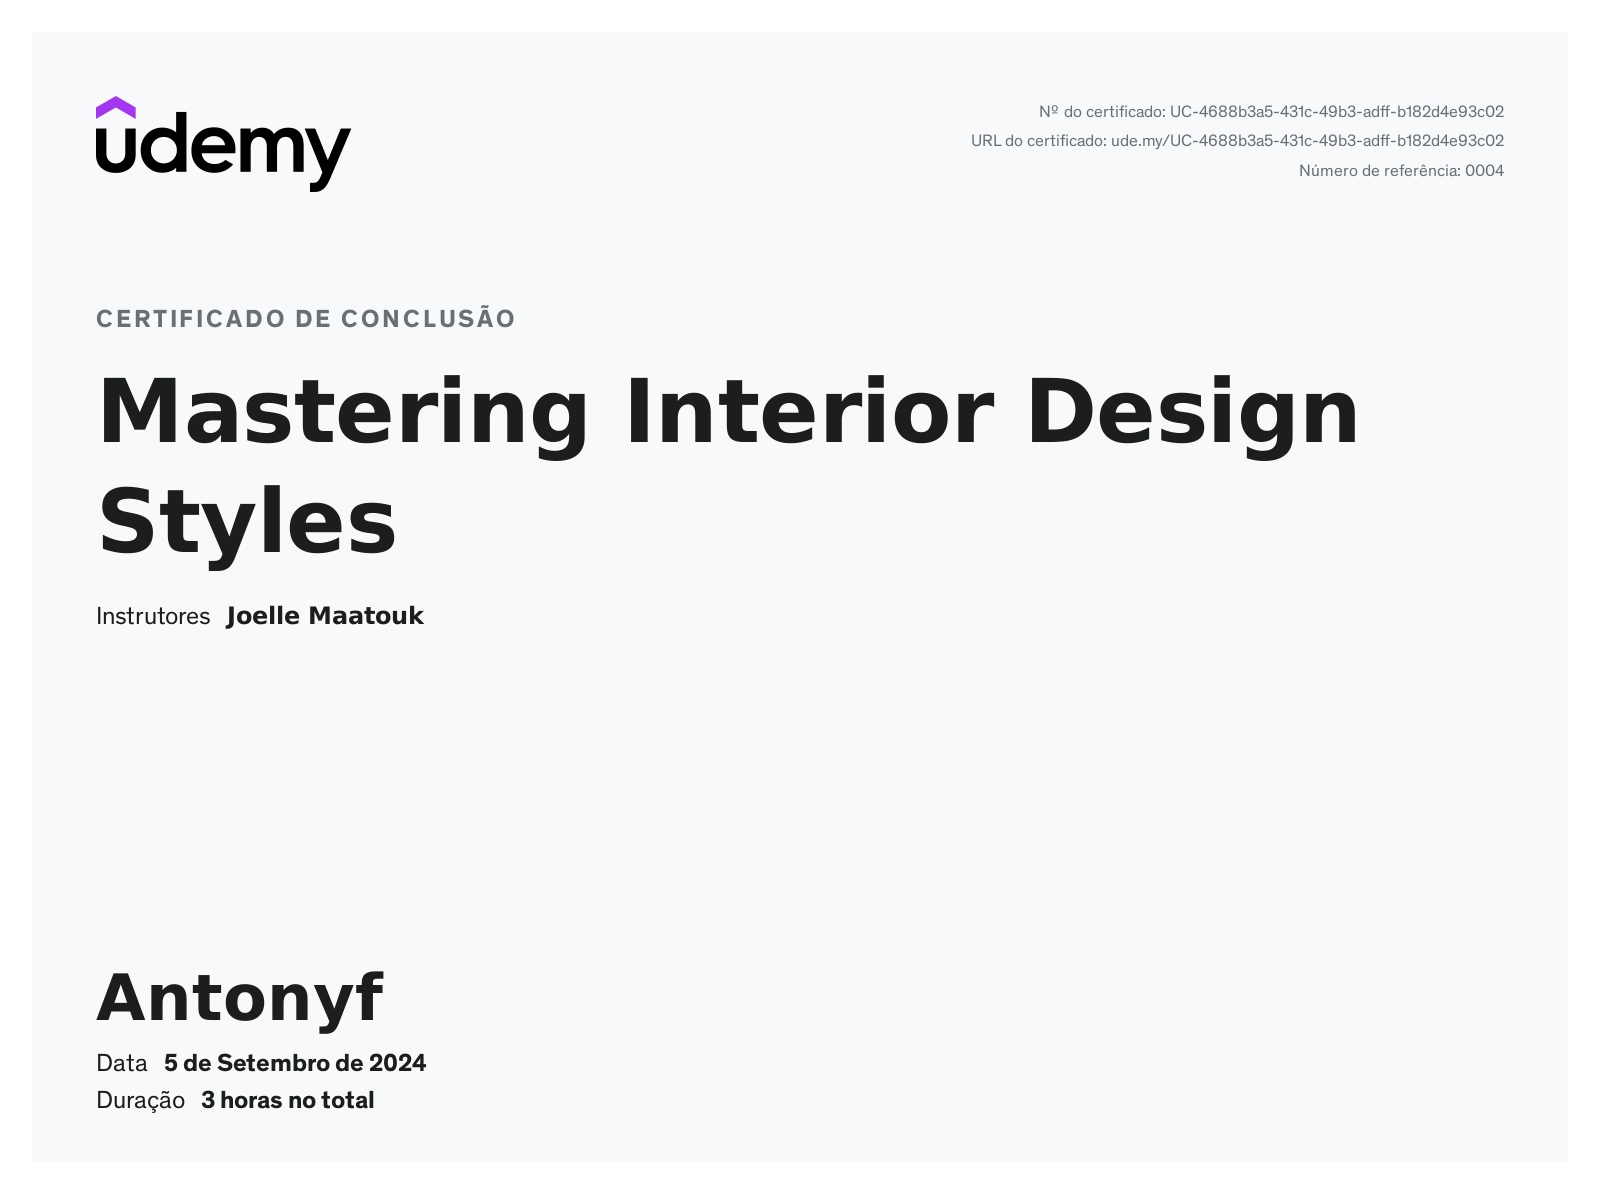 udemy
Nº do certificado: UC-4688b3a5-431c-49b3-adff-b182d4e93c02
URL do certificado: ude.my/UC-4688b3a5-431c-49b3-adff-b182d4e93c02
Número de referência: 0004
CERTIFICADO DE CONCLUSÃO
Mastering Interior Design
Styles
Instrutores Joelle Maatouk
Antonyf
Data 5 de Setembro de 2024
Duração 3 horas no total